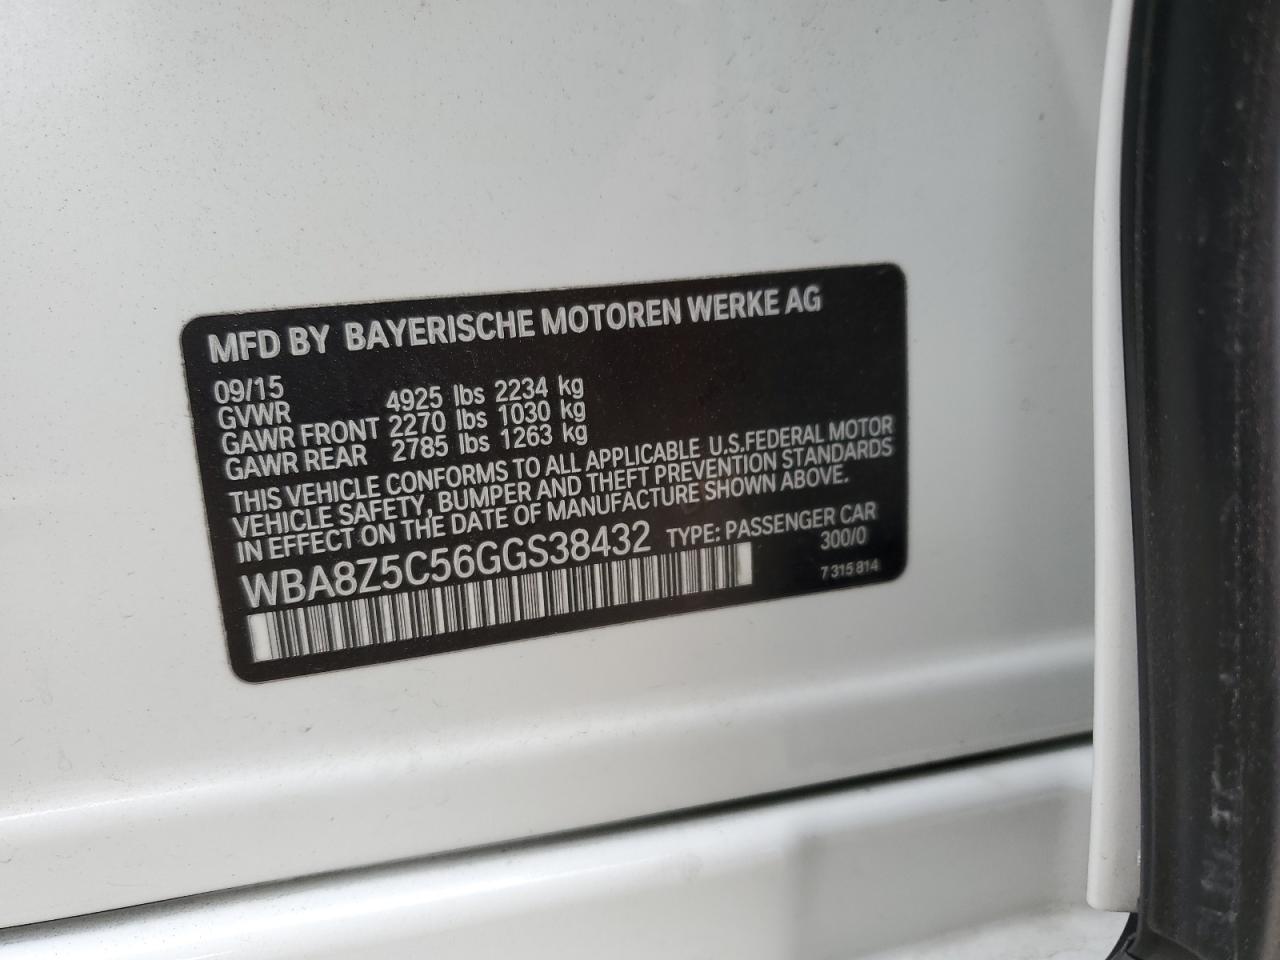 MFD BY BAYERISCHE MOTOREN WERKE AG
09/15
GVWR 4925 lbs 2234 kg
GAWR FRONT 2270 lbs 1030 kg
GAWR REAR 2785 lbs 1263 kg
THIS VEHICLE CONFORMS TO ALL APPLICABLE U.S.FEDERAL MOTOR
VEHICLE SAFETY, BUMPER AND THEFT PREVENTION STANDARDS
IN EFFECT ON THE DATE OF MANUFACTURE SHOWN ABOVE.
WBA8Z5C56GGS38432 TYPE: PASSENGER CAR
300/0
7 315 814